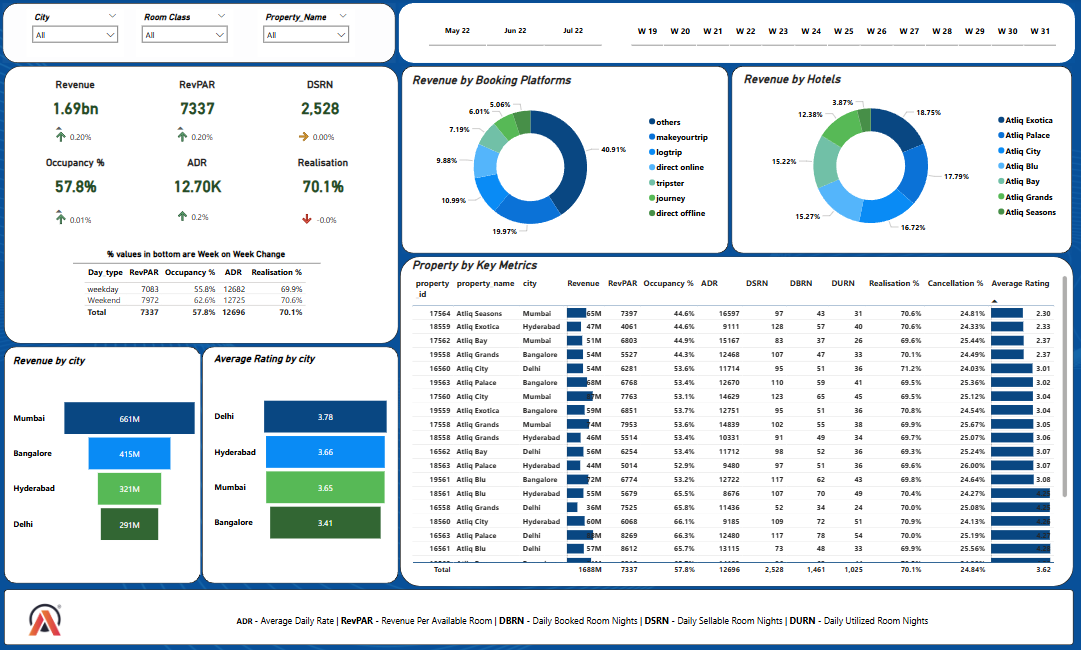 City Room Class Property_Name
All All All
May 22 Jun 22 Jul 22 W 19 W 20 W 21 W 22 W 23 W 24 W 25 W 26 W 27 W 28 W 29 W 30 W 31
Revenue RevPAR DSRN
1.69bn 7337 2,528
0.20% 0.20% 0.00%
Occupancy % ADR Realisation
57.8% 12.70K 70.1%
0.01% 0.2% -0.0%
% values in bottom are Week on Week Change
Day_type RevPAR Occupancy % ADR Realisation %
weekday 7083 55.8% 12682 69.9%
Weekend 7972 62.6% 12725 70.6%
Total 7337 57.8% 12696 70.1%
Revenue by Booking Platforms
5.06%
6.01%
7.19%
9.88%
10.99%
19.97%
40.91%
others
makeyourtrip
logtrip
direct online
tripster
journey
direct offline
Revenue by Hotels
3.87%
12.38%
15.22%
15.27%
16.72%
17.79%
18.75%
Atliq Exotica
Atliq Palace
Atliq City
Atliq Blu
Atliq Bay
Atliq Grands
Atliq Seasons
Revenue by city
Mumbai 661M
Bangalore 415M
Hyderabad 321M
Delhi 291M
Average Rating by city
Delhi 3.78
Hyderabad 3.66
Mumbai 3.65
Bangalore 3.41
Property by Key Metrics
property property_name city Revenue RevPAR Occupancy % ADR DSRN DBRN DURN Realisation % Cancellation % Average Rating
_id
17564 Atliq Seasons Mumbai 65M 7397 44.6% 16597 97 43 31 70.6% 24.81% 2.30
18559 Atliq Exotica Hyderabad 47M 4061 44.6% 9111 128 57 40 70.6% 24.33% 2.33
17562 Atliq Bay Mumbai 51M 6803 44.9% 15167 83 37 26 69.6% 25.44% 2.37
19558 Atliq Grands Bangalore 54M 5527 44.3% 12468 107 47 33 70.1% 24.49% 2.37
16560 Atliq City Delhi 54M 6281 53.6% 11714 95 51 36 71.2% 24.03% 3.01
19563 Atliq Palace Bangalore 68M 6768 53.4% 12670 110 59 41 69.5% 25.36% 3.02
17560 Atliq City Mumbai 7763 53.1% 14629 123 65 45 69.5% 25.12% 3.04
19559 Atliq Exotica Bangalore 59M 6851 53.7% 12751 95 51 36 70.8% 24.54% 3.04
17558 Atliq Grands Mumbai 74M 7953 53.6% 14839 102 55 38 69.9% 25.67% 3.05
18558 Atliq Grands Hyderabad 46M 5514 53.4% 10331 91 49 34 69.7% 25.07% 3.06
16562 Atliq Bay Delhi 56M 6254 53.4% 11712 98 52 36 69.3% 25.24% 3.07
18563 Atliq Palace Hyderabad 44M 5014 52.9% 9480 97 51 36 69.6% 26.00% 3.07
19561 Atliq Blu Bangalore 72M 6774 53.2% 12722 117 62 43 69.8% 24.64% 3.08
18561 Atliq Blu Hyderabad 55M 5679 65.5% 8676 107 70 49 70.4% 24.27%
16558 Atliq Grands Delhi 36M 7525 65.8% 11436 52 34 24 70.0% 25.08%
18560 Atliq City Hyderabad 60M 6068 66.1% 9185 109 72 51 70.9% 24.13%
16563 Atliq Palace Delhi 8269 66.3% 12480 117 78 54 70.0% 25.19%
16561 Atliq Blu Delhi 57M 8612 65.7% 13115 73 48 33 69.9% 25.56%
Total 1688M 7337 57.8% 12696 2,528 1,461 1,025 70.1% 24.84% 3.62
ADR - Average Daily Rate | RevPAR - Revenue Per Available Room | DBRN - Daily Booked Room Nights | DSRN - Daily Sellable Room Nights | DURN - Daily Utilized Room Nights